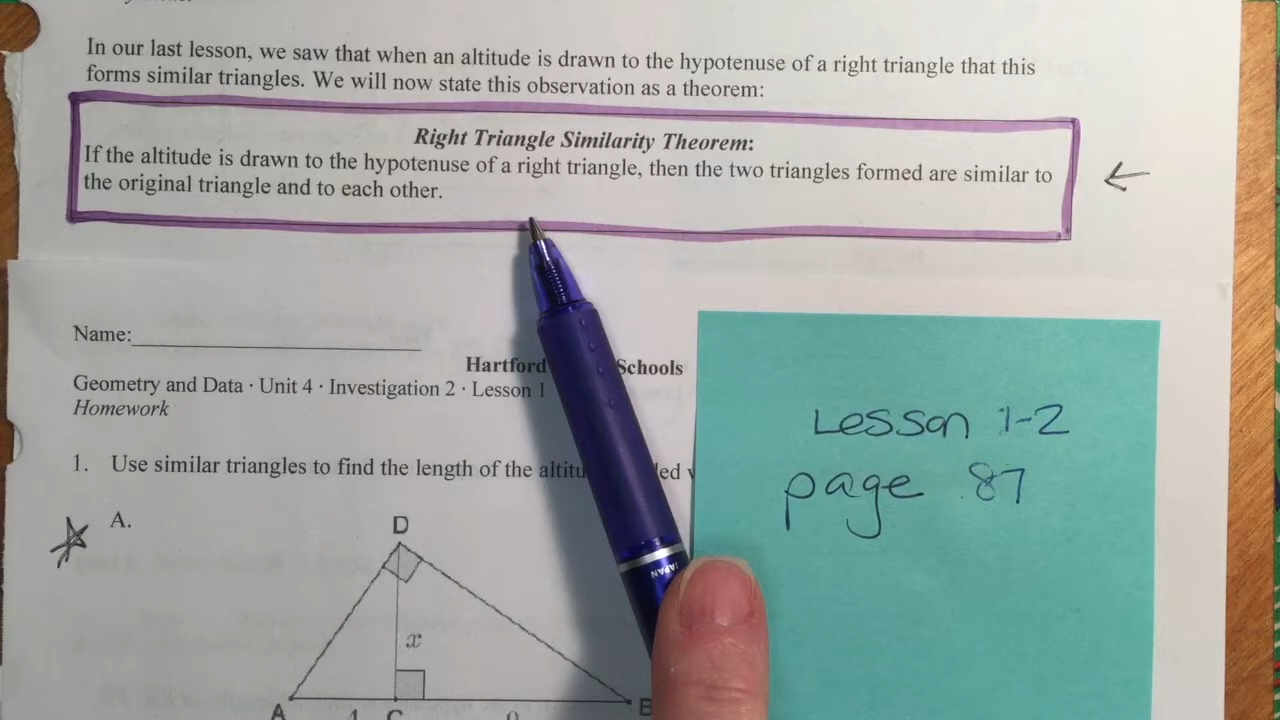 In our last lesson, we saw that when an altitude is drawn to the hypotenuse of a right triangle that this
forms similar triangles. We will now state this observation as a theorem:
Right Triangle Similarity Theorem:
If the altitude is drawn to the hypotenuse of a right triangle, then the two triangles formed are similar to
the original triangle and to each other.
Name:
Hartford Schools
Geometry and Data · Unit 4 · Investigation 2 · Lesson 1
Homework
1. Use similar triangles to find the length of the
A.
D
x
A C B
Lesson 1-2
page 87
JAPAN